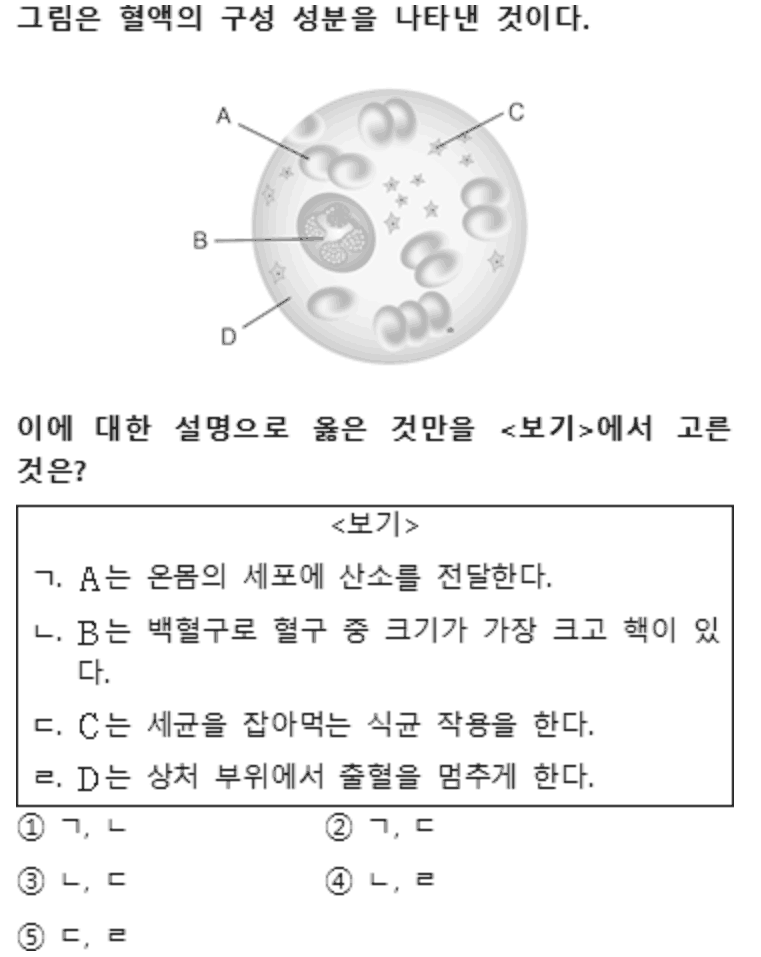 그림은 혈액의 구성 성분을 나타낸 것이다.
A
C
B
D
이에 대한 설명으로 옳은 것만을 <보기>에서 고른
것은?
<보기>
ㄱ. A는 온몸의 세포에 산소를 전달한다.
ㄴ. B는 백혈구로 혈구 중 크기가 가장 크고 핵이 있
다.
ㄷ. C는 세균을 잡아먹는 식균 작용을 한다.
ㄹ. D는 상처 부위에서 출혈을 멈추게 한다.
① ㄱ, ㄴ ② ㄱ, ㄷ
③ ㄴ, ㄷ ④ ㄴ, ㄹ
⑤ ㄷ, ㄹ